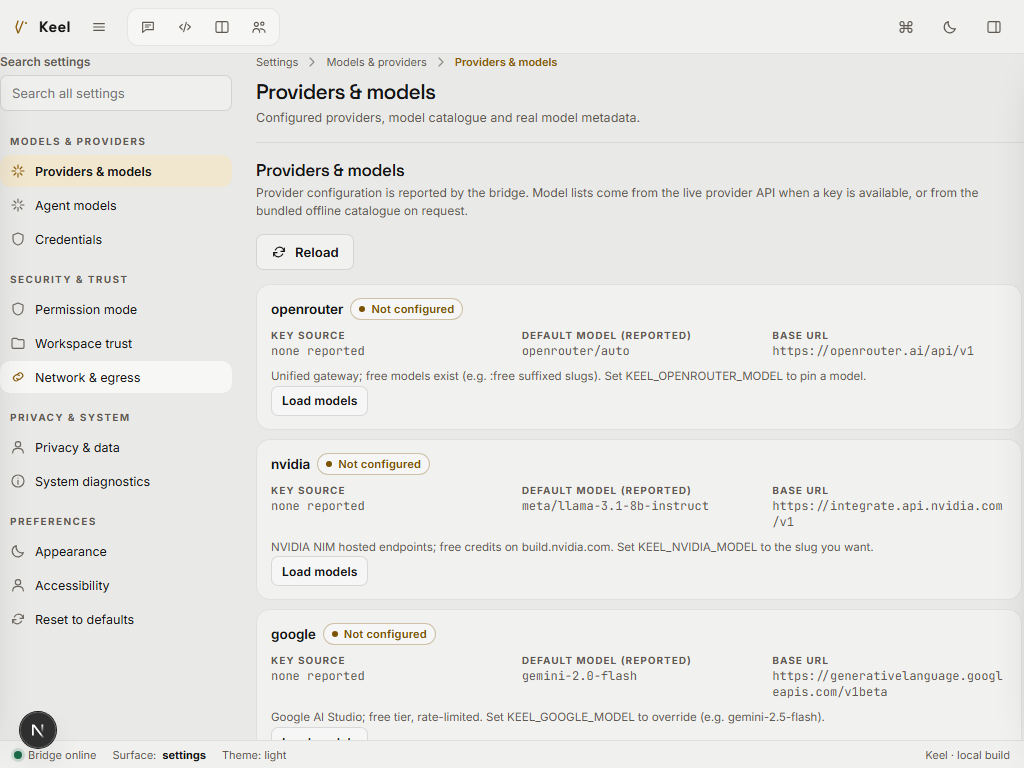 Keel
Search settings
Search all settings
MODELS & PROVIDERS
Providers & models
Agent models
Credentials
SECURITY & TRUST
Permission mode
Workspace trust
Network & egress
PRIVACY & SYSTEM
Privacy & data
System diagnostics
PREFERENCES
Appearance
Accessibility
Reset to defaults
Settings > Models & providers > Providers & models
Providers & models
Configured providers, model catalogue and real model metadata.
Providers & models
Provider configuration is reported by the bridge. Model lists come from the live provider API when a key is available, or from the
bundled offline catalogue on request.
Reload
openrouter Not configured
KEY SOURCE DEFAULT MODEL (REPORTED) BASE URL
none reported openrouter/auto https://openrouter.ai/api/v1
Unified gateway; free models exist (e.g. :free suffixed slugs). Set KEEL_OPENROUTER_MODEL to pin a model.
Load models
nvidia Not configured
KEY SOURCE DEFAULT MODEL (REPORTED) BASE URL
none reported meta/llama-3.1-8b-instruct https://integrate.api.nvidia.com
/v1
NVIDIA NIM hosted endpoints; free credits on build.nvidia.com. Set KEEL_NVIDIA_MODEL to the slug you want.
Load models
google Not configured
KEY SOURCE DEFAULT MODEL (REPORTED) BASE URL
none reported gemini-2.0-flash https://generativelanguage.googl
eapis.com/v1beta
Google AI Studio; free tier, rate-limited. Set KEEL_GOOGLE_MODEL to override (e.g. gemini-2.5-flash).
N
Bridge online Surface: settings Theme: light Keel · local build